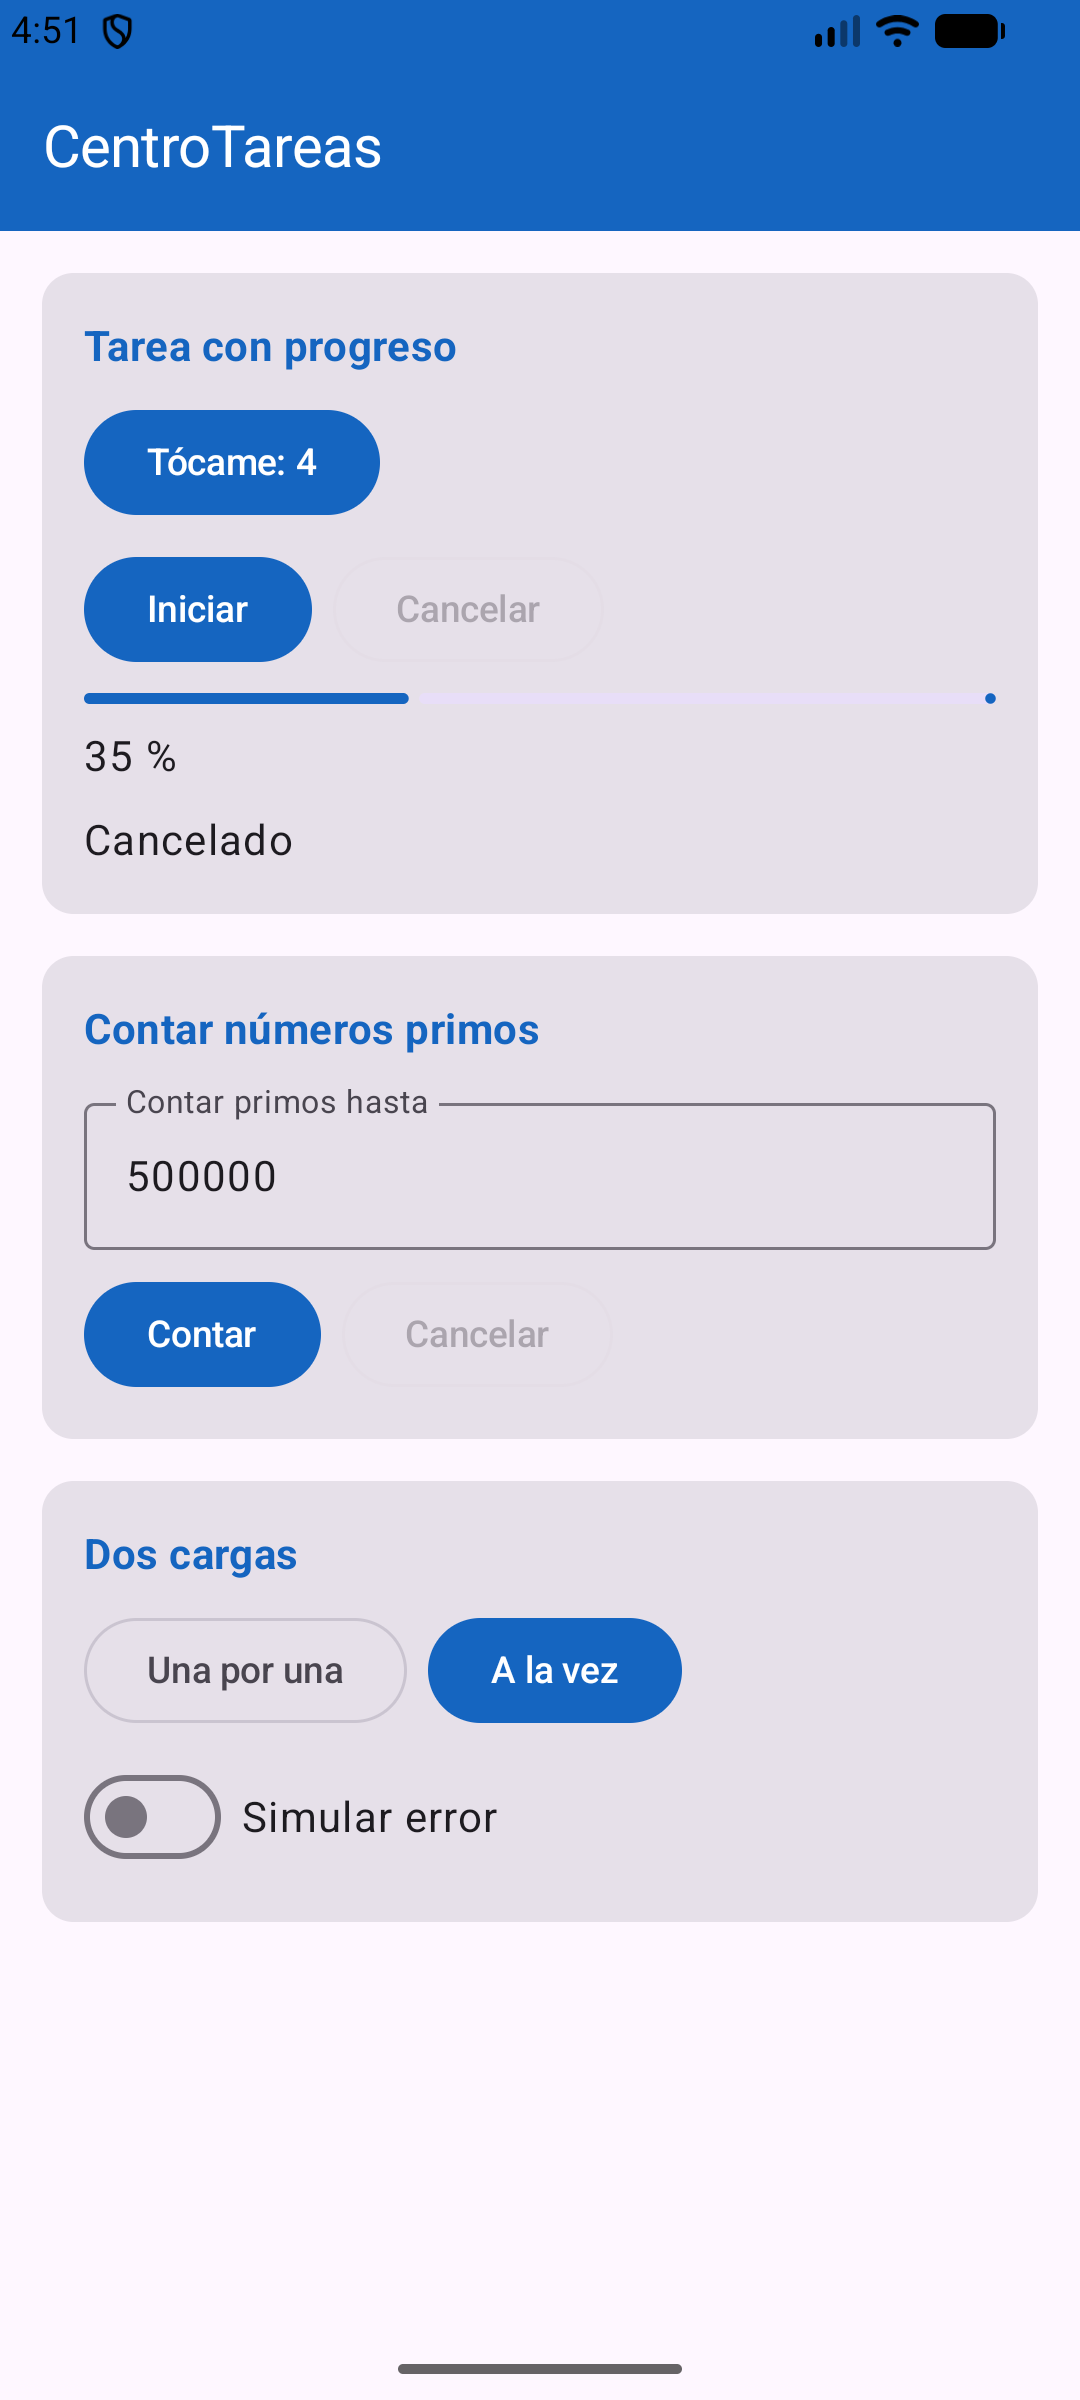 4:51
CentroTareas
Tarea con progreso
Tócame: 4
Iniciar Cancelar
35 %
Cancelado
Contar números primos
Contar primos hasta
500000
Contar Cancelar
Dos cargas
Una por una A la vez
Simular error